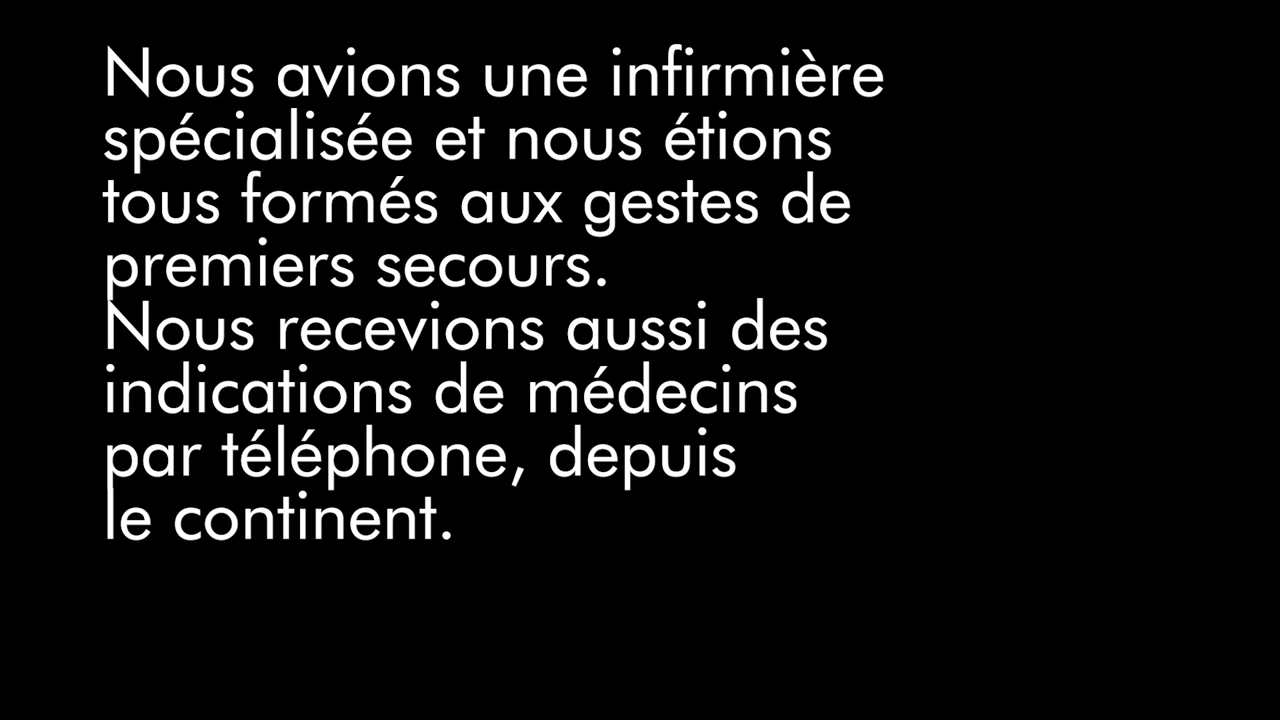 Nous avions une infirmière
spécialisée et nous étions
tous formés aux gestes de
premiers secours.
Nous recevions aussi des
indications de médecins
par téléphone, depuis
le continent.